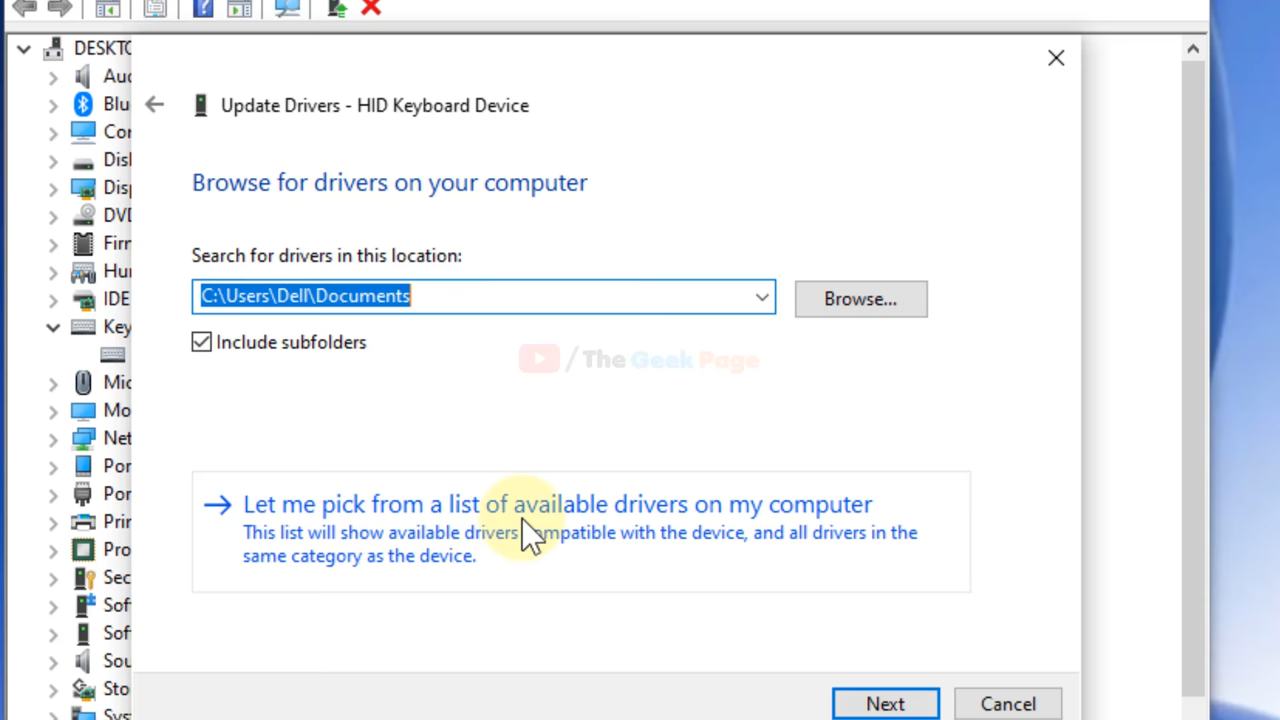 DESKTO
Update Drivers - HID Keyboard Device
Browse for drivers on your computer
Search for drivers in this location:
C:\Users\Dell\Documents
Browse...
Include subfolders
/The Geek Page
Let me pick from a list of available drivers on my computer
This list will show available drivers compatible with the device, and all drivers in the
same category as the device.
Next
Cancel
Auc
Blu
Cor
Disl
Disp
DVD
Firn
Hur
IDE
Key
Mic
Mo
Net
Por
Por
Prin
Pro
Sec
Sof
Sof
Sou
Sto
Syst